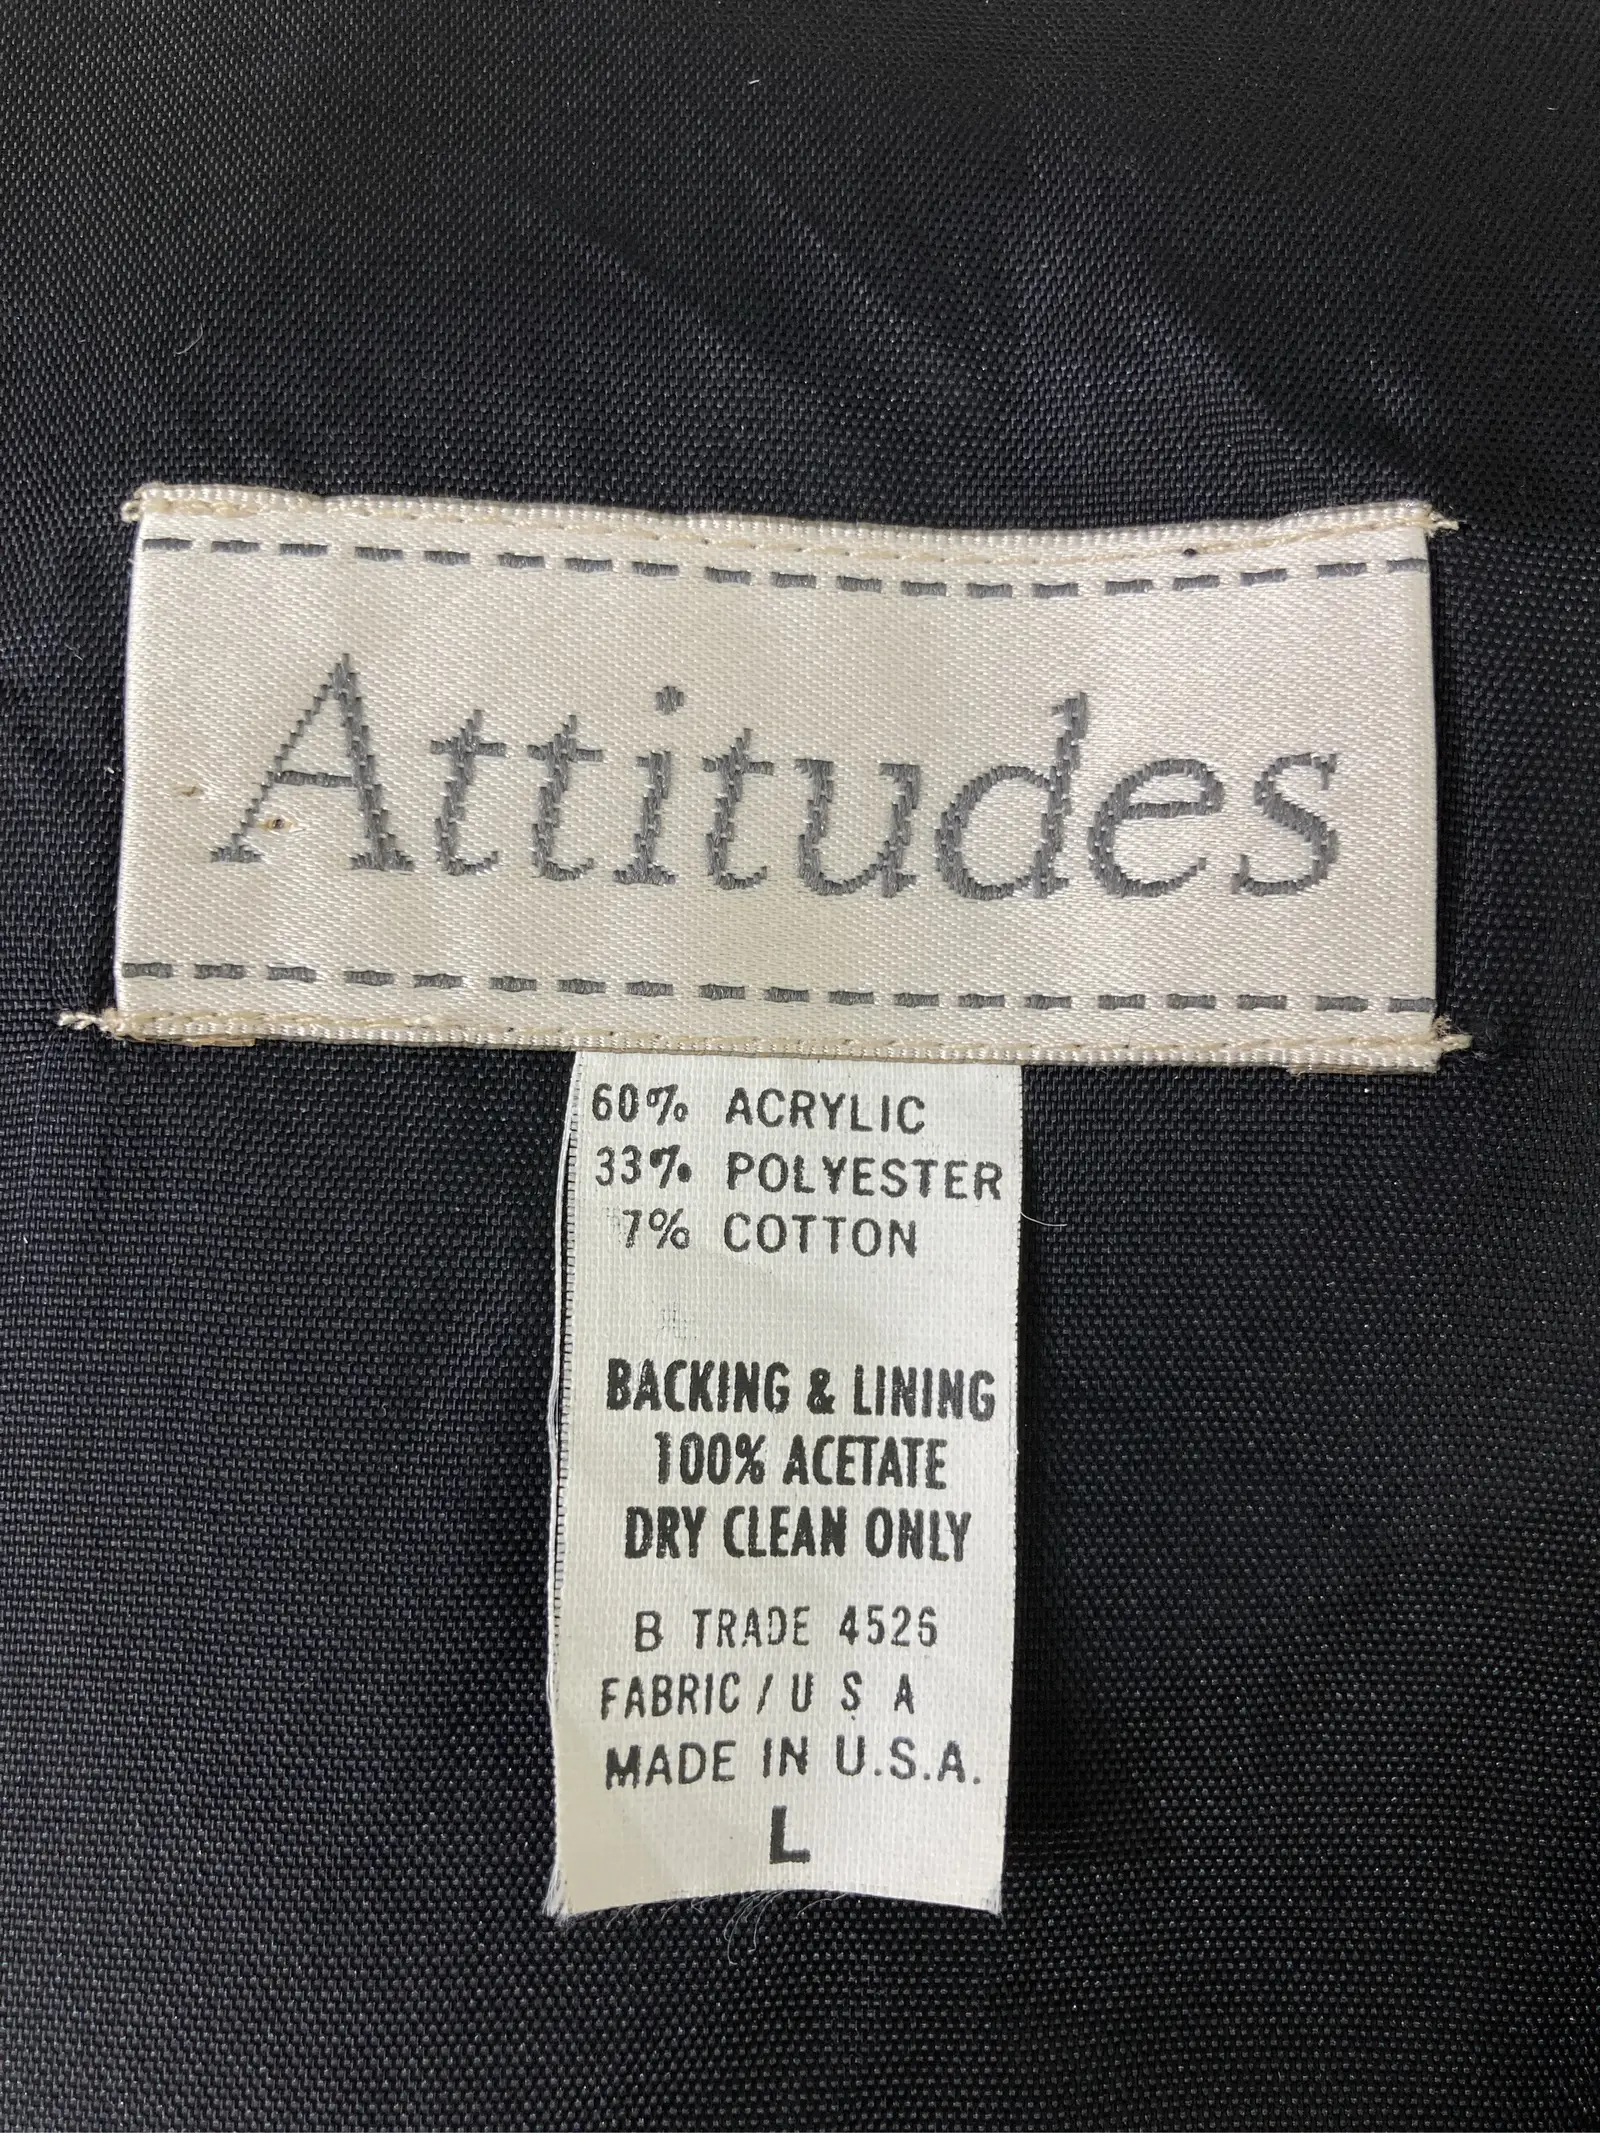 Attitudes
60% ACRYLIC
33% POLYESTER
7% COTTON
BACKING & LINING
100% ACETATE
DRY CLEAN ONLY
B TRADE 4526
FABRIC / U S A
MADE IN U.S.A.
L